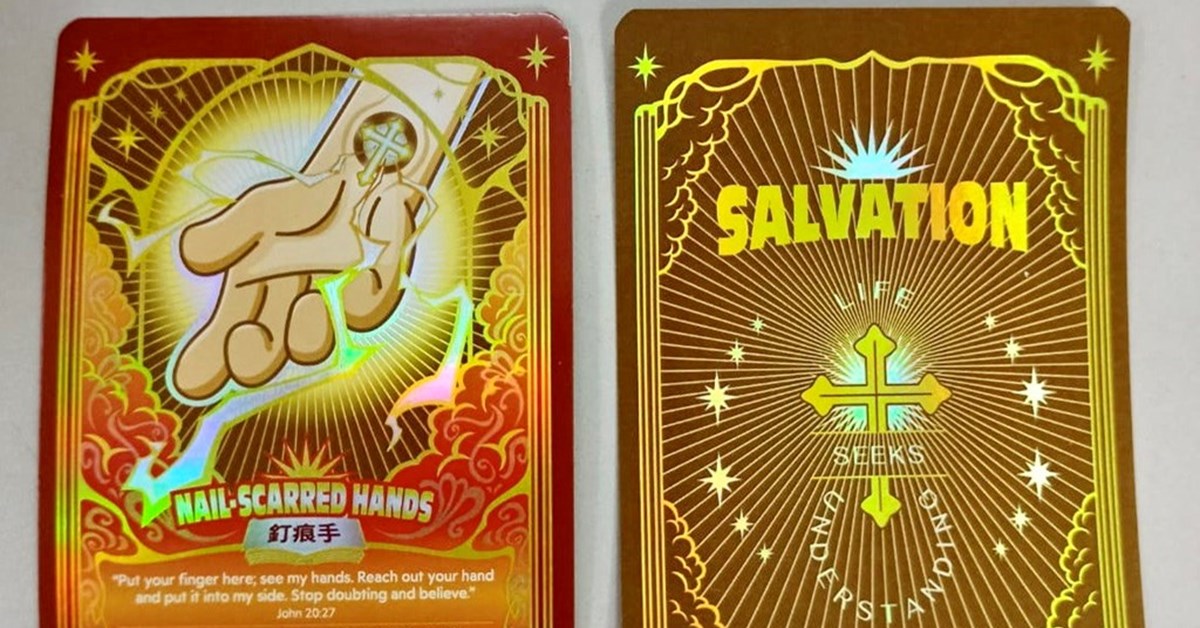 NAIL-SCARRED HANDS
釘痕手
"Put your finger here; see my hands. Reach out your hand
and put it into my side. Stop doubting and believe."
John 20:27
SALVATION
LIFE
SEEKS
UNDERSTANDING